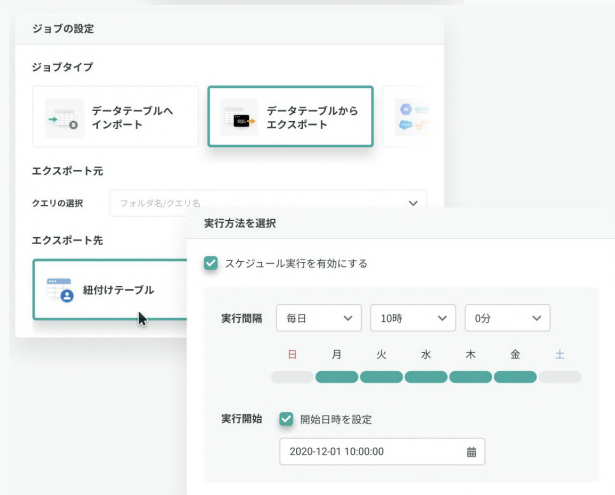 ジョブの設定
ジョブタイプ
データテーブルへ
インポート
データテーブルから
エクスポート
エクスポート元
クエリの選択
フォルダ名/クエリ名
エクスポート先
紐付けテーブル
実行方法を選択
スケジュール実行を有効にする
実行間隔 毎日 10時 0分
日 月 火 水 木 金 土
実行開始 開始日時を設定
2020-12-01 10:00:00